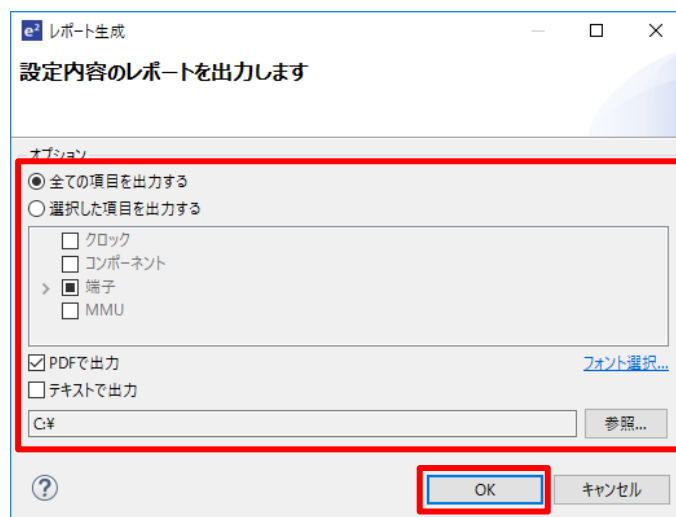 e² レポート生成
設定内容のレポートを出力します
オプション
全ての項目を出力する
選択した項目を出力する
クロック
コンポーネント
端子
MMU
PDFで出力
フォント選択...
テキストで出力
C:¥
参照...
?
OK
キャンセル